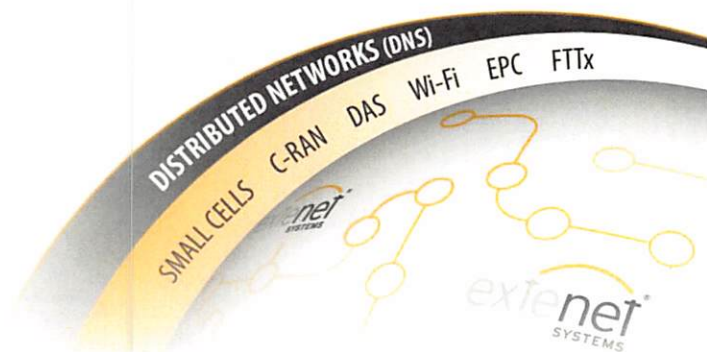 DISTRIBUTED NETWORKS (DNS)
SMALL CELLS C-RAN DAS Wi-Fi EPC FTTx
extenet®
SYSTEMS
extenet®
SYSTEMS